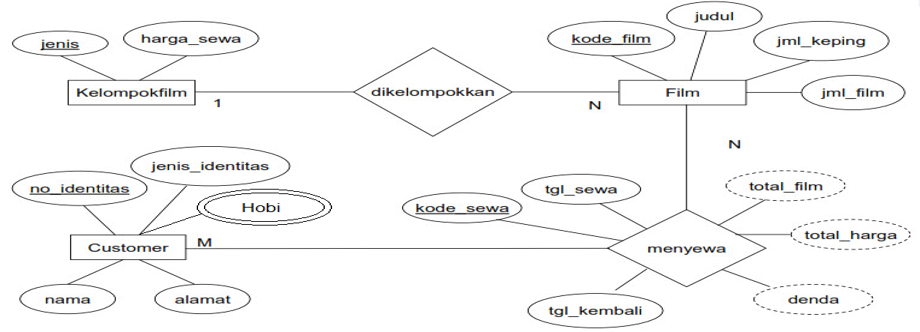 jenis
harga_sewa
Kelompokfilm
1
dikelompokkan
N
kode_film
judul
jml_keping
Film
jml_film
N
no_identitas
jenis_identitas
Hobi
Customer
M
nama
alamat
kode_sewa
tgl_sewa
total_film
total_harga
menyewa
tgl_kembali
denda